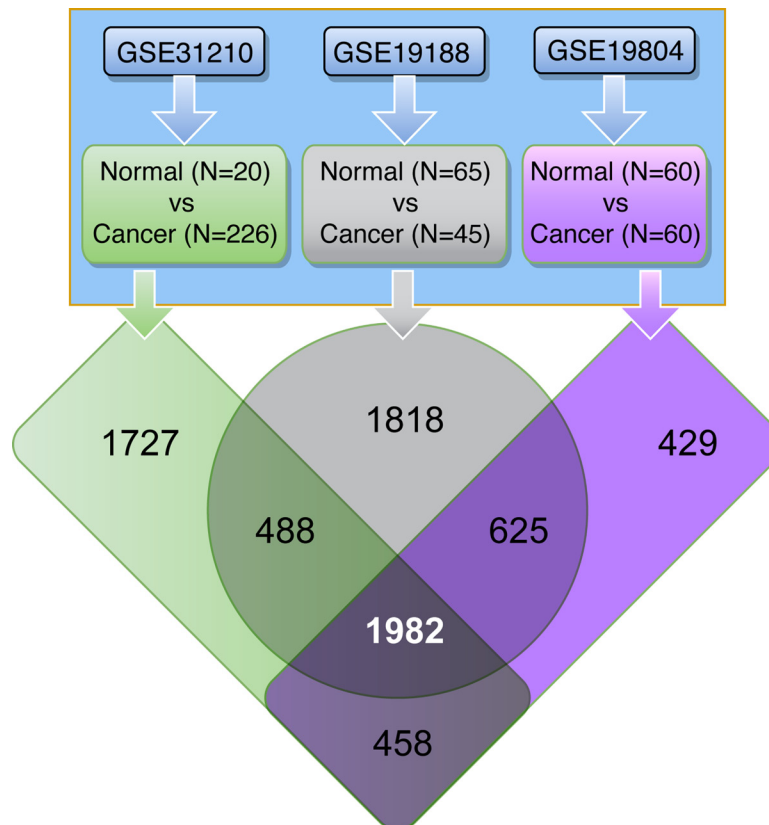 GSE31210
GSE19188
GSE19804
Normal (N=20)
vs
Cancer (N=226)
Normal (N=65)
vs
Cancer (N=45)
Normal (N=60)
vs
Cancer (N=60)
1727
1818
429
488
625
1982
458